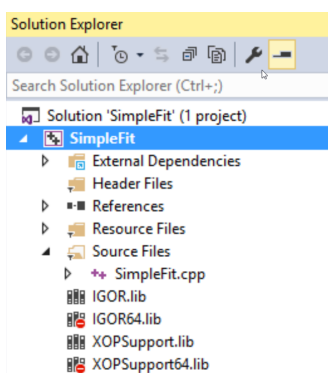 Solution Explorer
Search Solution Explorer (Ctrl+;)
Solution 'SimpleFit' (1 project)
SimpleFit
External Dependencies
Header Files
References
Resource Files
Source Files
SimpleFit.cpp
IGOR.lib
IGOR64.lib
XOPSupport.lib
XOPSupport64.lib